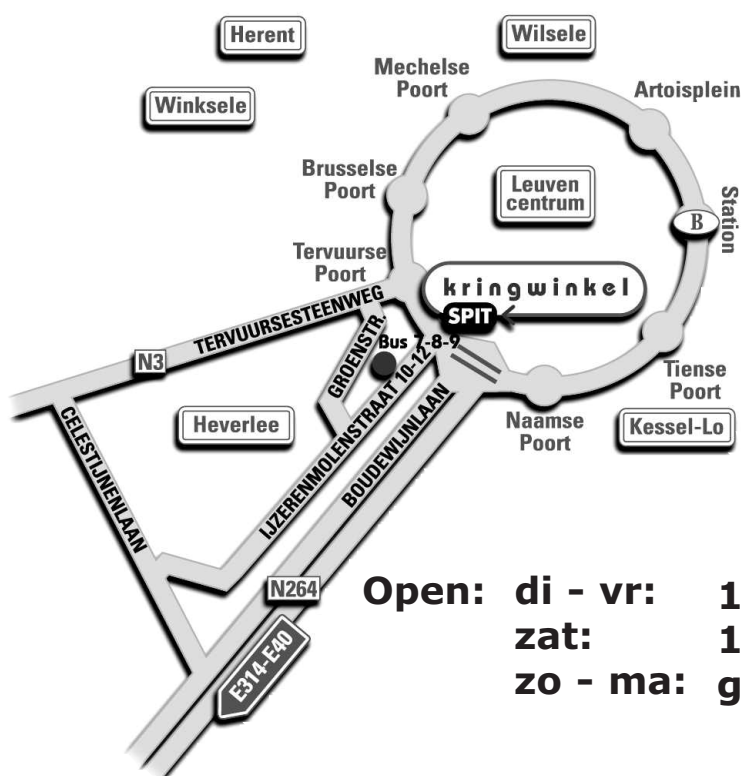 Herent
Wilsele
Mechelse
Poort
Artoisplein
Winksele
Brusselse
Poort
Leuven
centrum
Station
B
Tervuurse
Poort
kringwinkel
SPIT
TERVUURSESTEENWEG
N3
GROENSTR.
Bus 7-8-9
Tiense
Poort
Heverlee
IJZERENMOLENSTRAAT 10-12
BOUDEWIJNLAAN
Naamse
Poort
Kessel-Lo
CELESTIJNENLAAN
N264
E314-E40
Open: di - vr: 1
zat: 1
zo - ma: g